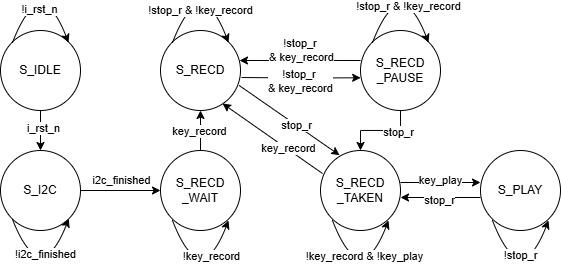 !i_rst_n
!stop_r & !key_record
!stop_r & !key_record
S_IDLE
S_RECD
!stop_r
& key_record
!stop_r
& key_record
S_RECD
_PAUSE
i_rst_n
key_record
stop_r
stop_r
key_record
S_I2C
i2c_finished
S_RECD
_WAIT
S_RECD
_TAKEN
key_play
stop_r
S_PLAY
!i2c_finished
!key_record
!key_record & !key_play
!stop_r